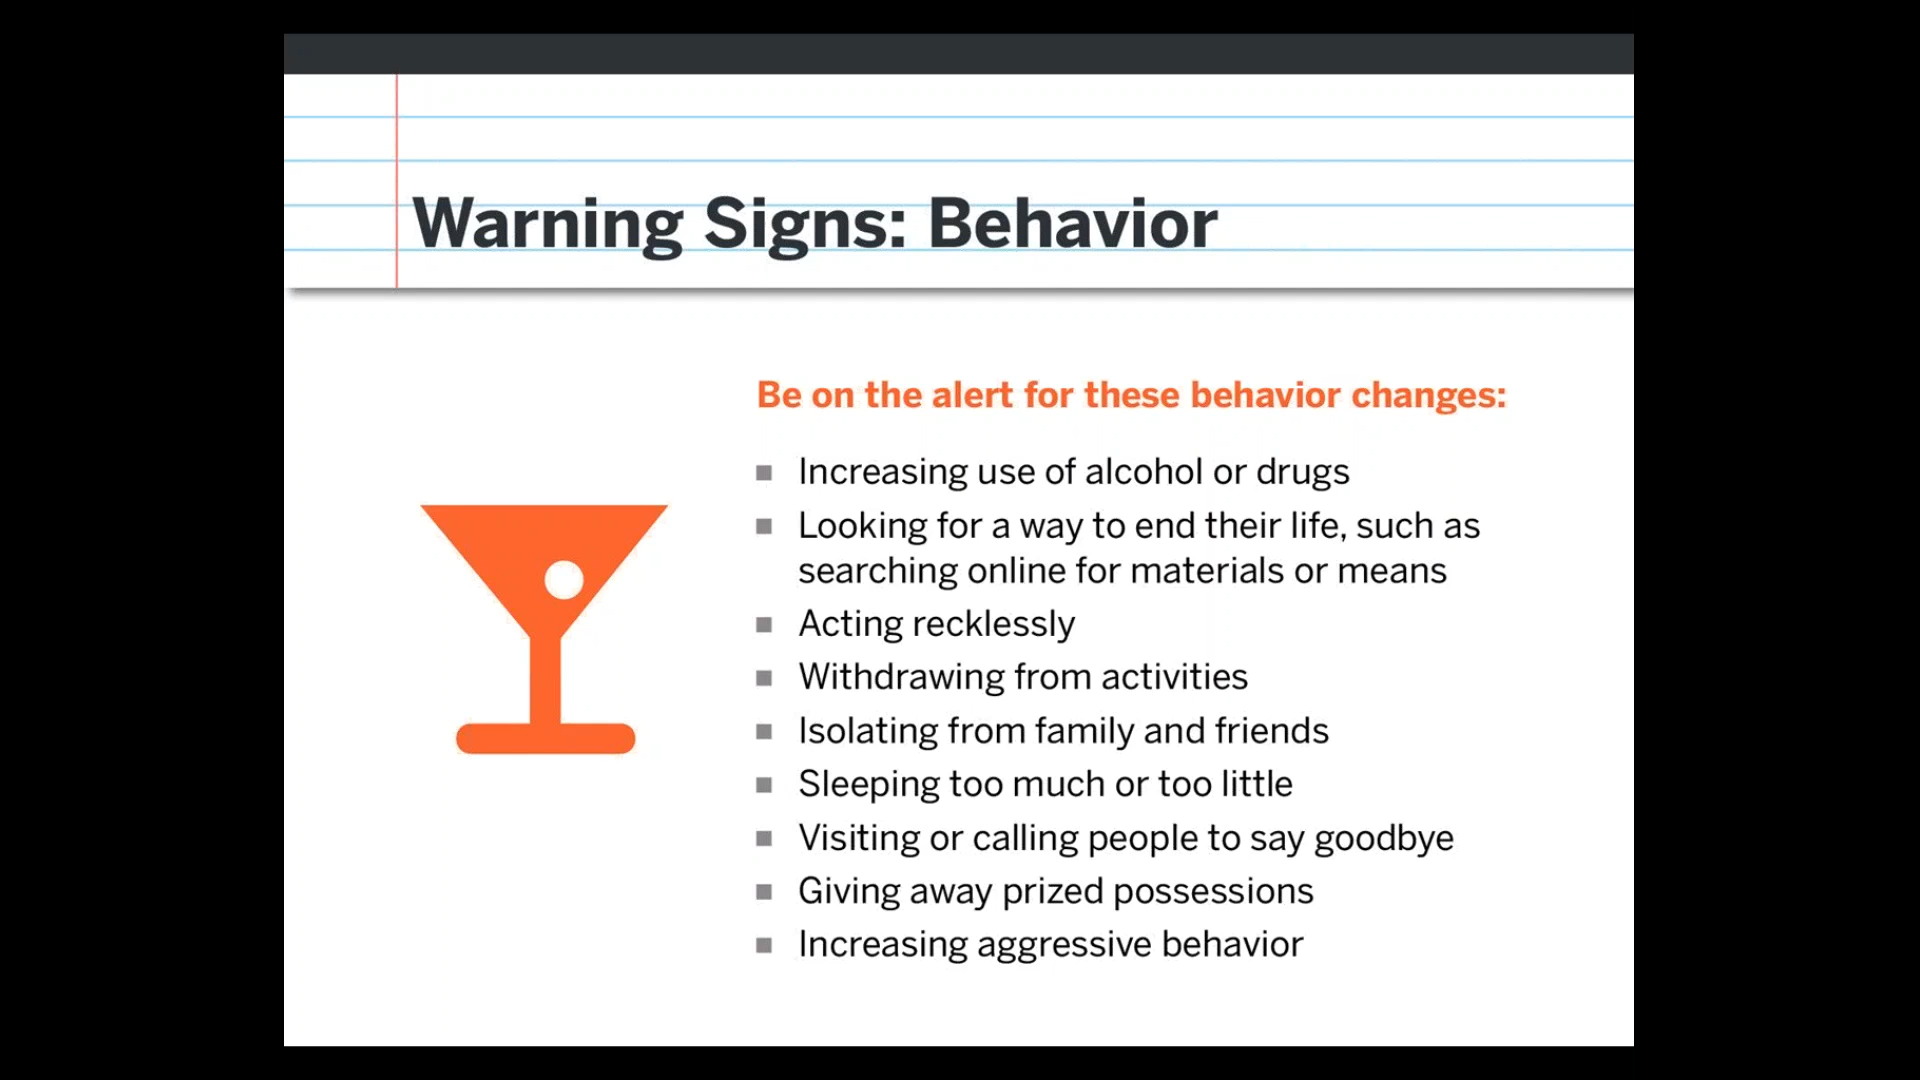 Warning Signs: Behavior
Be on the alert for these behavior changes:
Increasing use of alcohol or drugs
Looking for a way to end their life, such as
searching online for materials or means
Acting recklessly
Withdrawing from activities
Isolating from family and friends
Sleeping too much or too little
Visiting or calling people to say goodbye
Giving away prized possessions
Increasing aggressive behavior